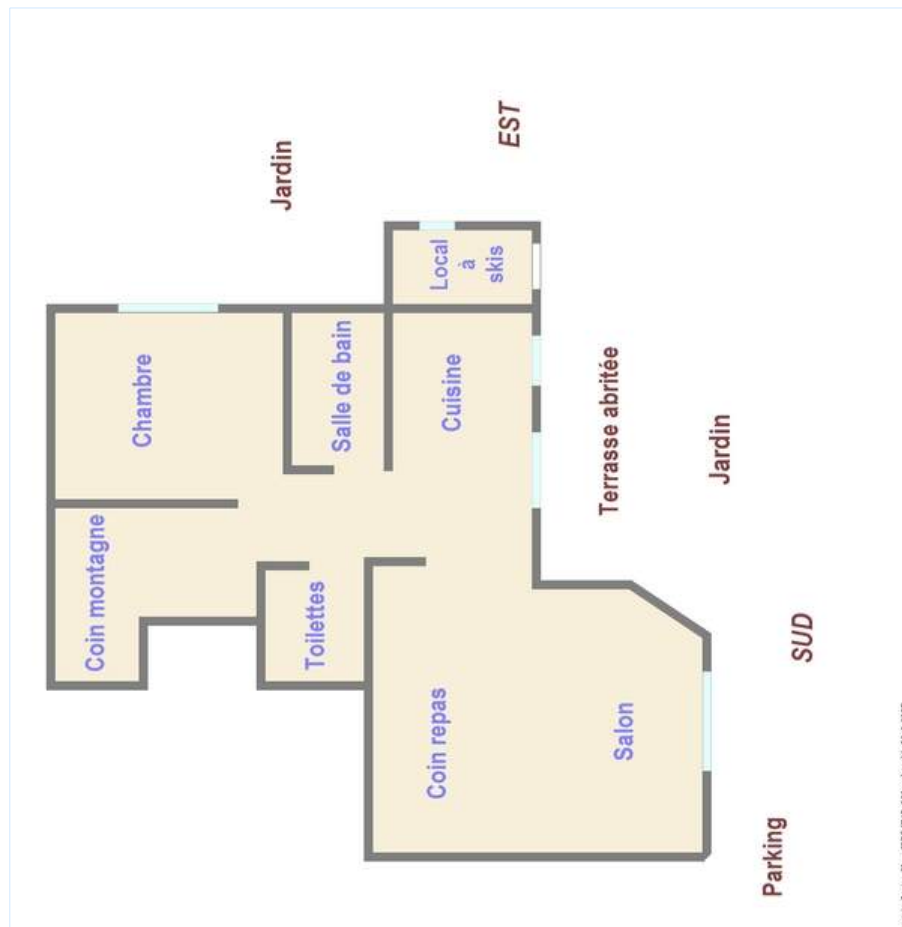 Coin montagne
Chambre
Jardin
Toilettes
Salle de bain
Coin repas
Cuisine
Local
à
skis
EST
Salon
Terrasse abritée
Jardin
Parking
SUD